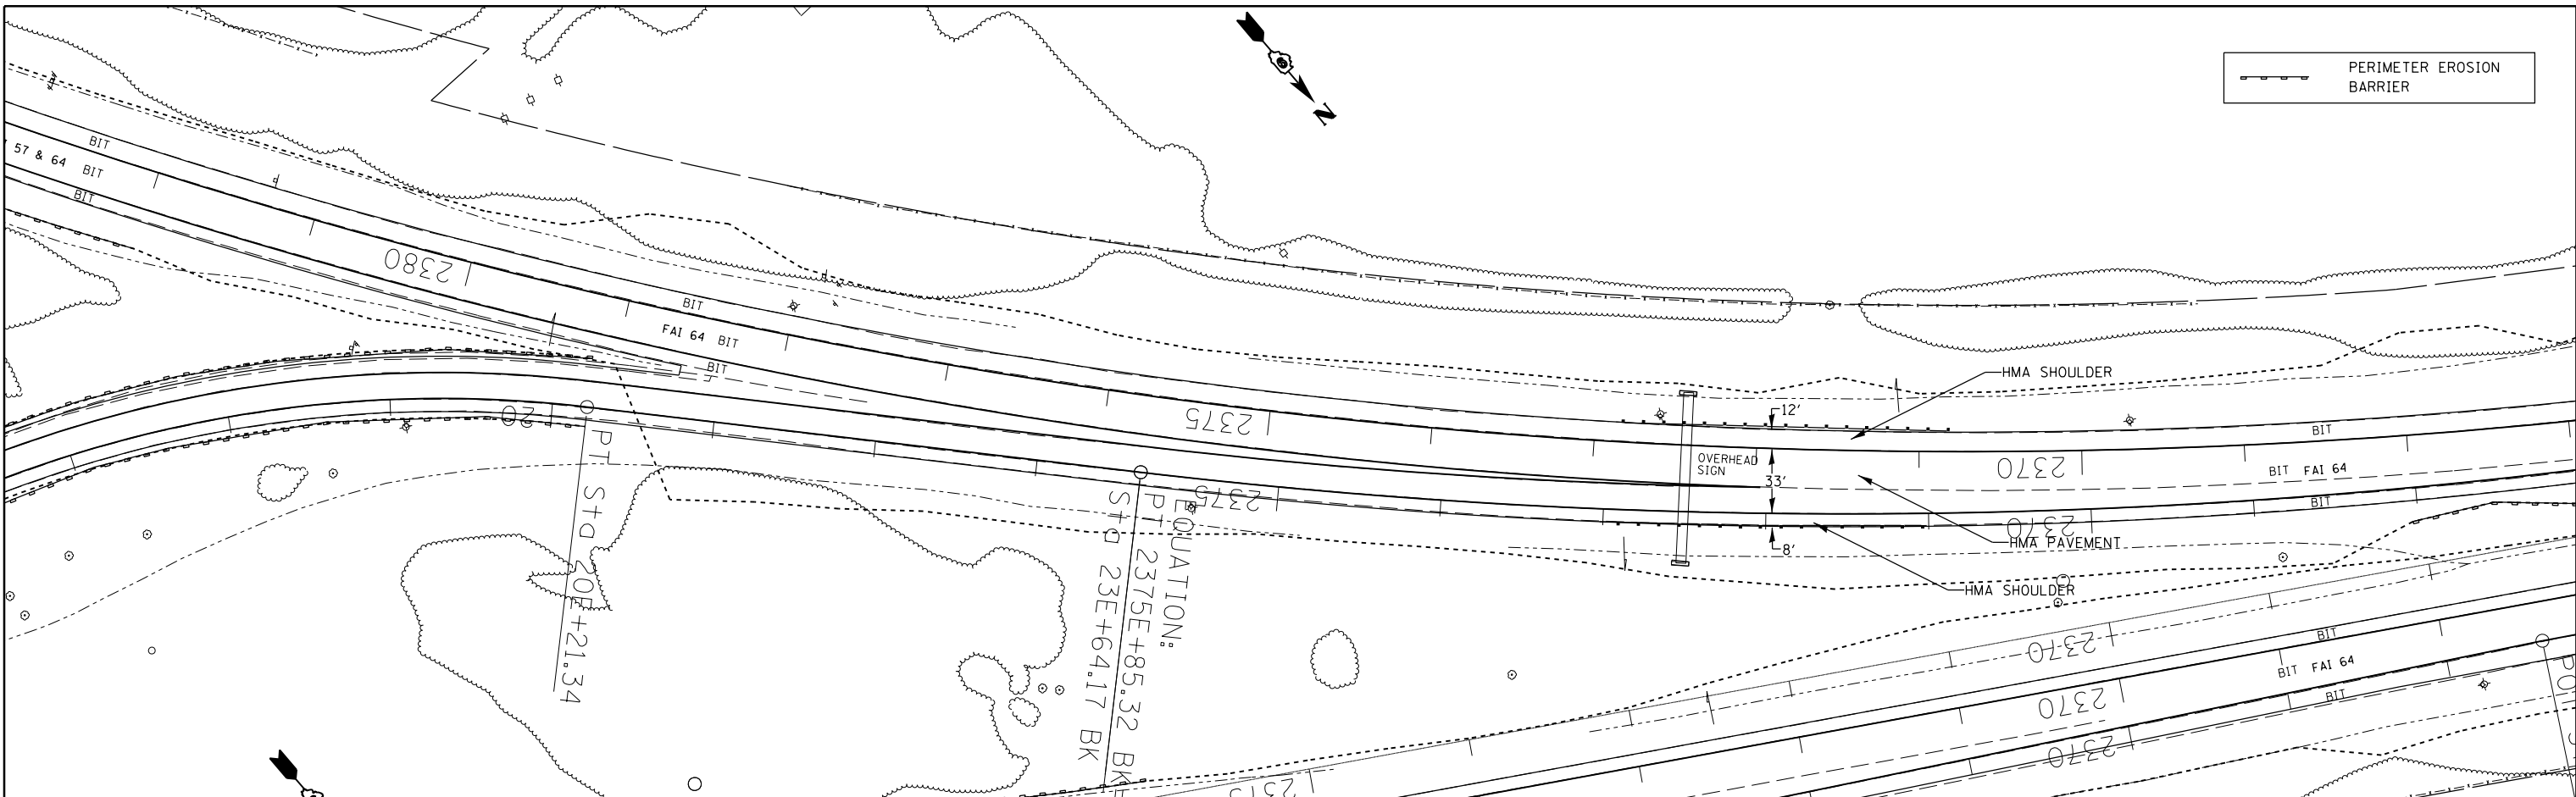 N
PERIMETER EROSION
BARRIER
BIT
57 & 64 BIT
BIT
BIT
2380
BIT
FAI 64 BIT
BIT
HMA SHOULDER
12'
2375
20
PT Sta 20E+21.34
OVERHEAD
SIGN
33'
2370
BIT
BIT FAI 64
BIT
2375
EQUATION:
PT 2375E+85.32 BK
Sta 23E+64.17 BK
8'
2370
HMA PAVEMENT
HMA SHOULDER
2370
BIT
BIT FAI 64
BIT
2370
2370
2375